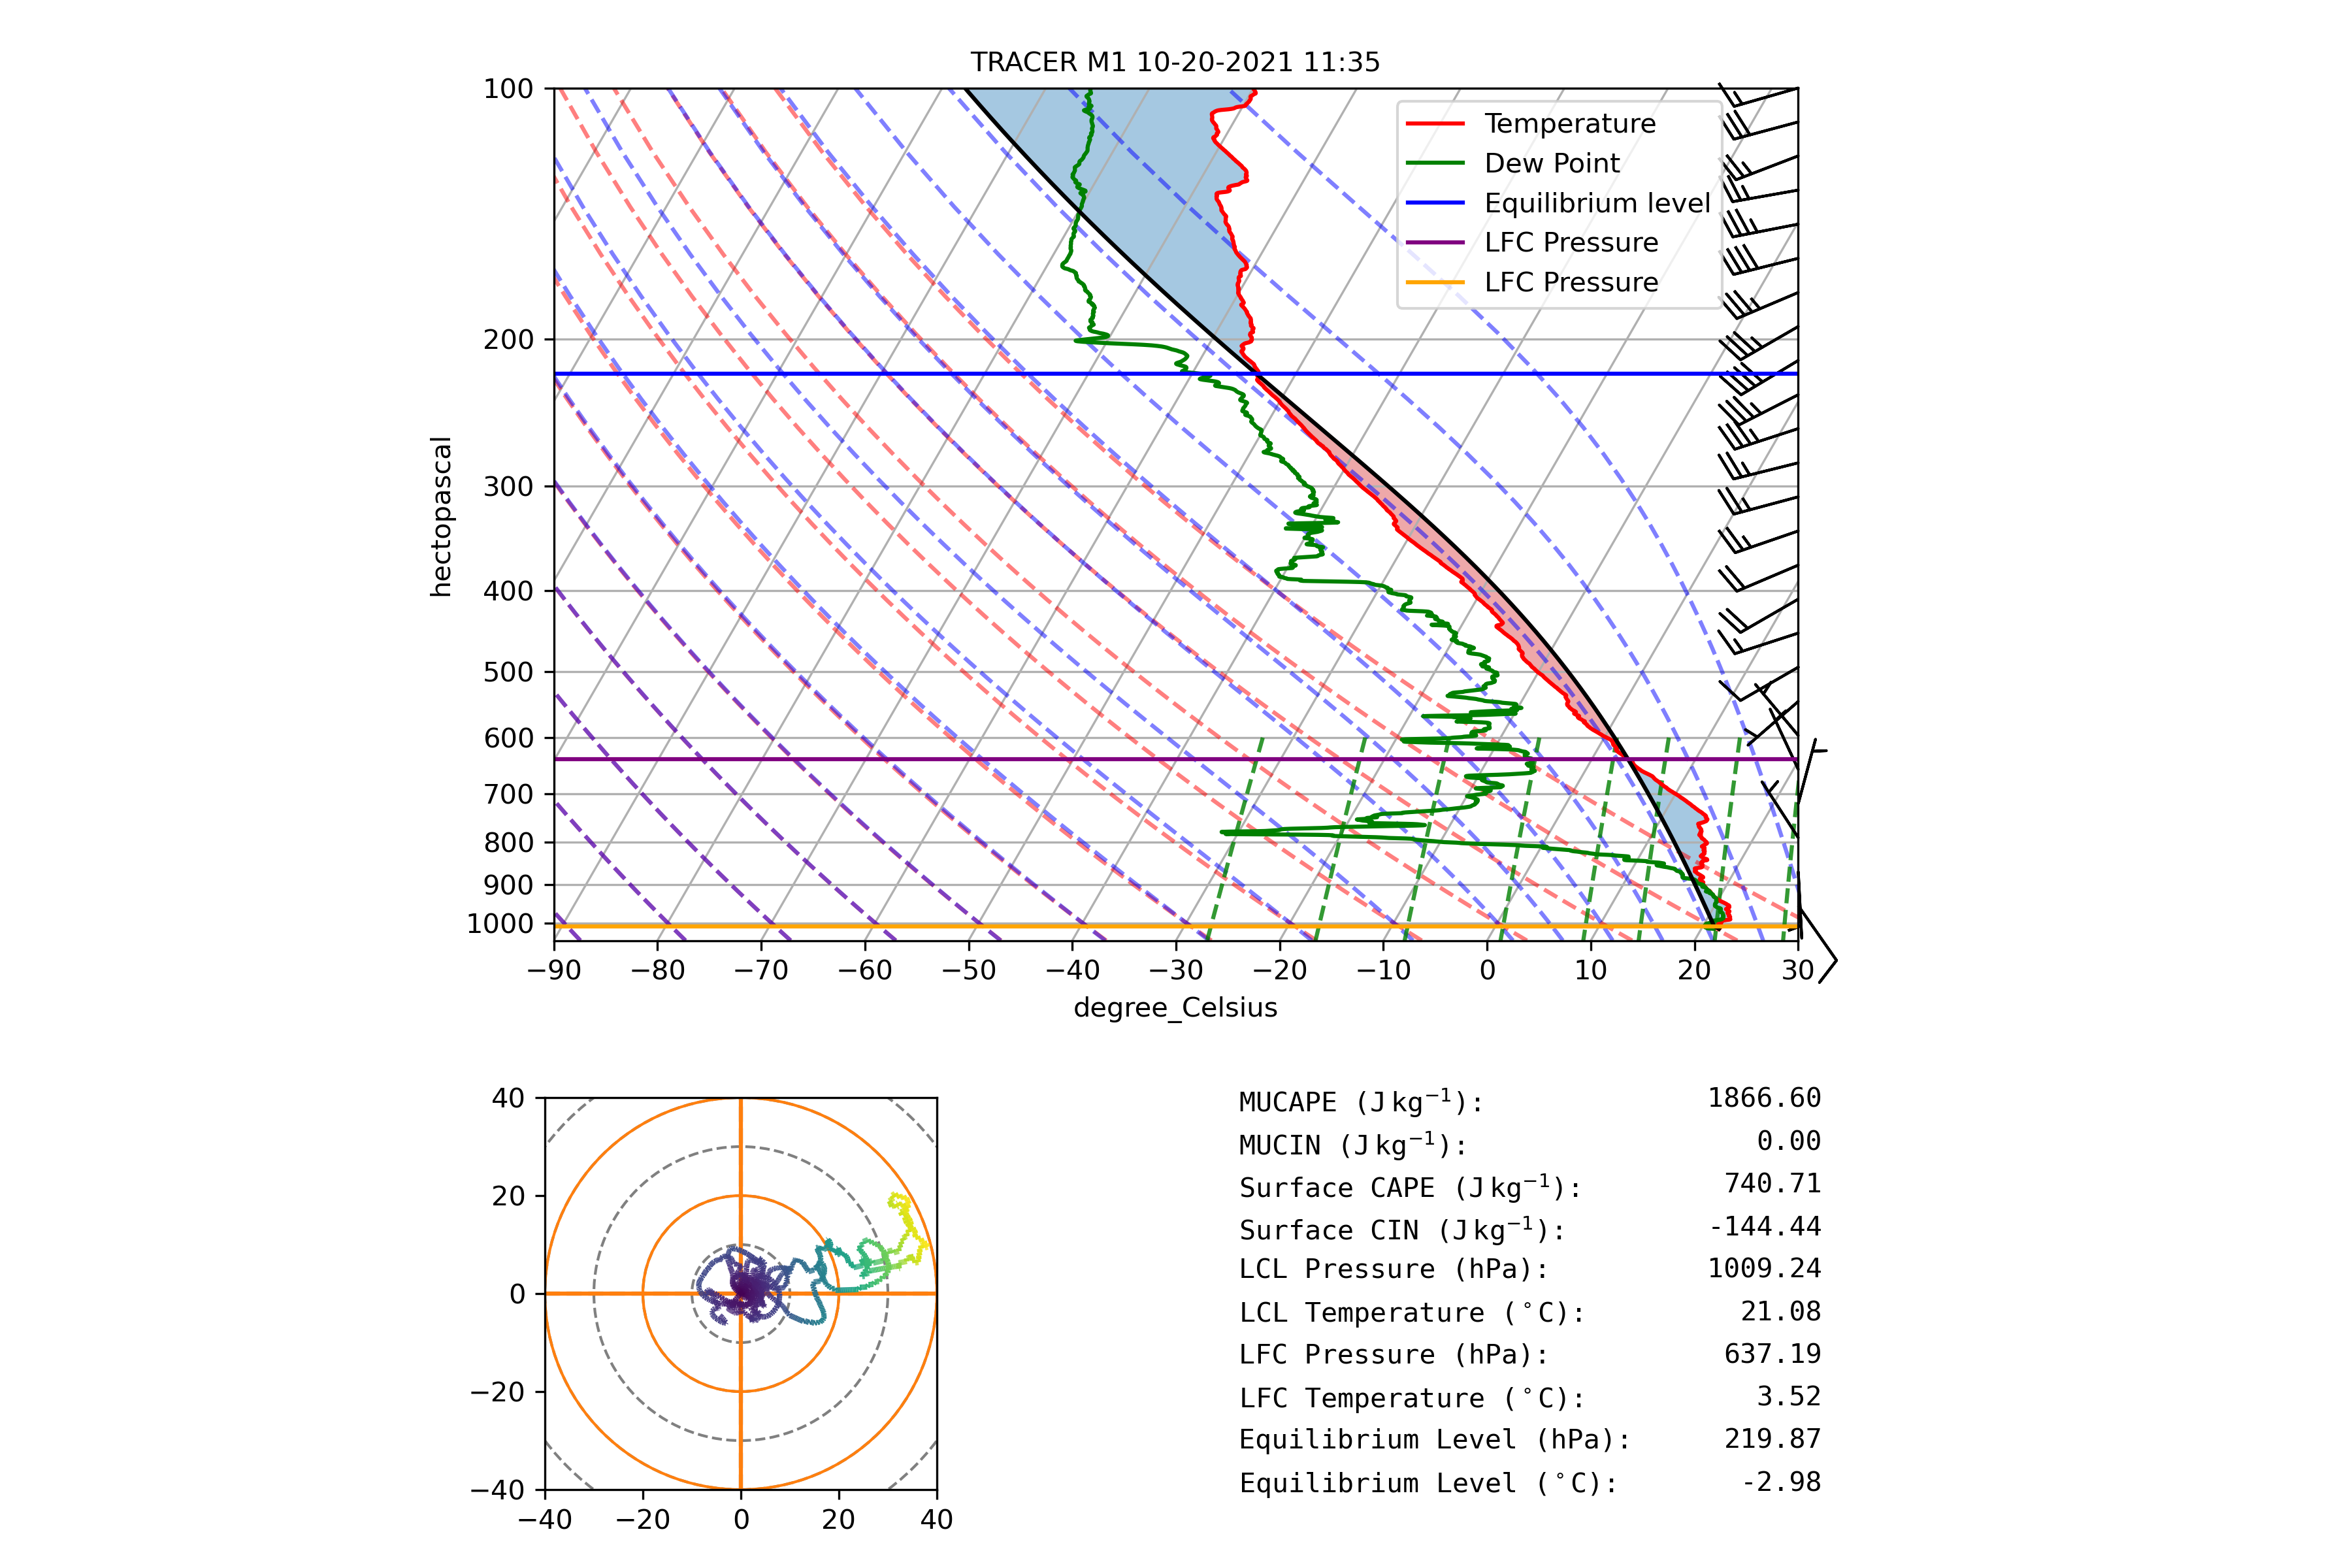 TRACER M1 10-20-2021 11:35
100
200
300
400
500
600
700
800
900
1000
hectopascal
Temperature
Dew Point
Equilibrium level
LFC Pressure
LFC Pressure
−90 −80 −70 −60 −50 −40 −30 −20 −10 0 10 20 30
degree_Celsius
40
20
0
−20
−40
−40 −20 0 20 40
MUCAPE (J kg⁻¹): 1866.60
MUCIN (J kg⁻¹): 0.00
Surface CAPE (J kg⁻¹): 740.71
Surface CIN (J kg⁻¹): -144.44
LCL Pressure (hPa): 1009.24
LCL Temperature (°C): 21.08
LFC Pressure (hPa): 637.19
LFC Temperature (°C): 3.52
Equilibrium Level (hPa): 219.87
Equilibrium Level (°C): -2.98